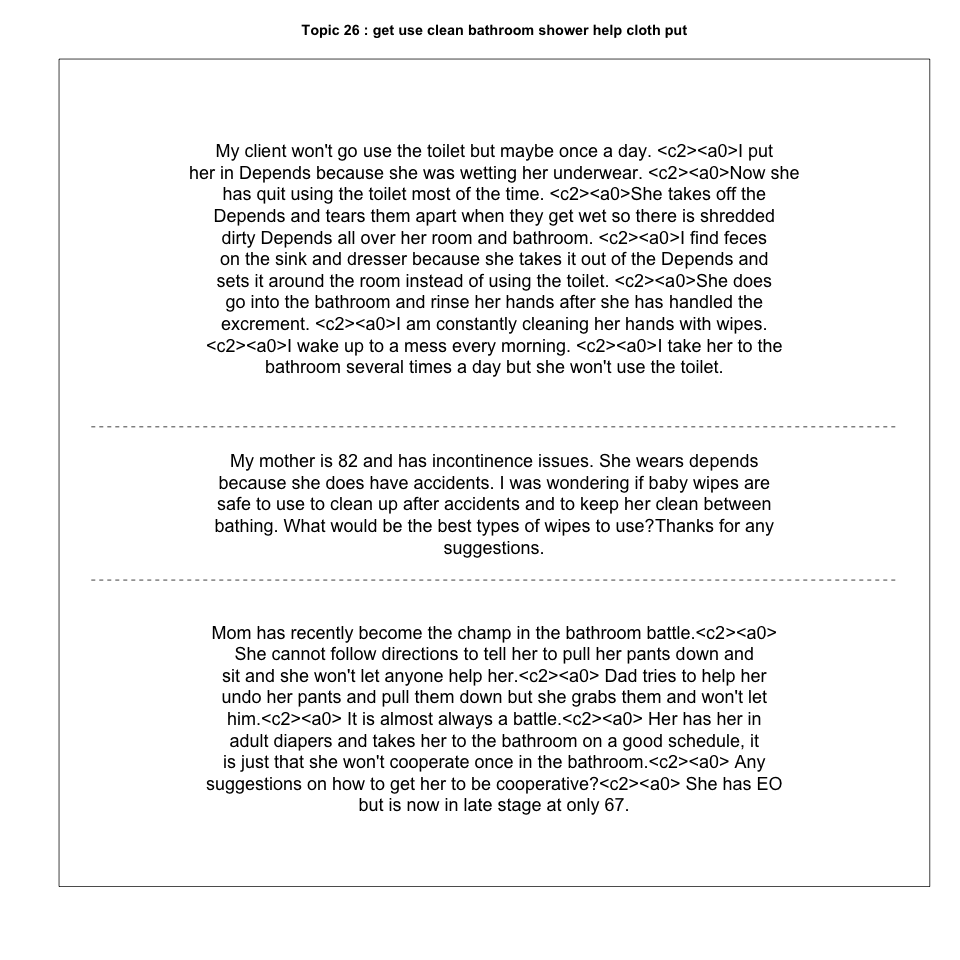 Topic 26 : get use clean bathroom shower help cloth put
My client won't go use the toilet but maybe once a day. <c2><a0>I put
her in Depends because she was wetting her underwear. <c2><a0>Now she
has quit using the toilet most of the time. <c2><a0>She takes off the
Depends and tears them apart when they get wet so there is shredded
dirty Depends all over her room and bathroom. <c2><a0>I find feces
on the sink and dresser because she takes it out of the Depends and
sets it around the room instead of using the toilet. <c2><a0>She does
go into the bathroom and rinse her hands after she has handled the
excrement. <c2><a0>I am constantly cleaning her hands with wipes.
<c2><a0>I wake up to a mess every morning. <c2><a0>I take her to the
bathroom several times a day but she won't use the toilet.
My mother is 82 and has incontinence issues. She wears depends
because she does have accidents. I was wondering if baby wipes are
safe to use to clean up after accidents and to keep her clean between
bathing. What would be the best types of wipes to use?Thanks for any
suggestions.
Mom has recently become the champ in the bathroom battle.<c2><a0>
She cannot follow directions to tell her to pull her pants down and
sit and she won't let anyone help her.<c2><a0> Dad tries to help her
undo her pants and pull them down but she grabs them and won't let
him.<c2><a0> It is almost always a battle.<c2><a0> Her has her in
adult diapers and takes her to the bathroom on a good schedule, it
is just that she won't cooperate once in the bathroom.<c2><a0> Any
suggestions on how to get her to be cooperative?<c2><a0> She has EO
but is now in late stage at only 67.